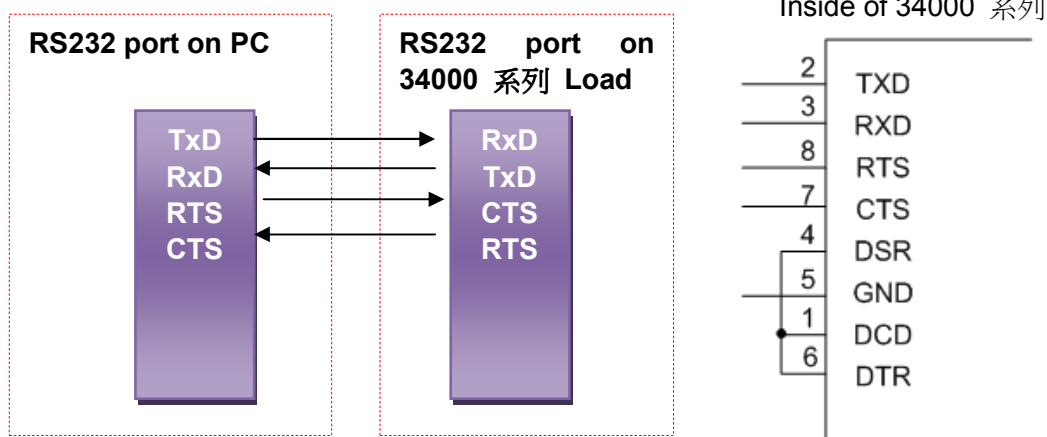 RS232 port on PC
TxD
RxD
RTS
CTS
RS232 port on
34000 系列 Load
RxD
TxD
CTS
RTS
Inside of 34000 系列
2 TXD
3 RXD
8 RTS
7 CTS
4 DSR
5 GND
1 DCD
6 DTR